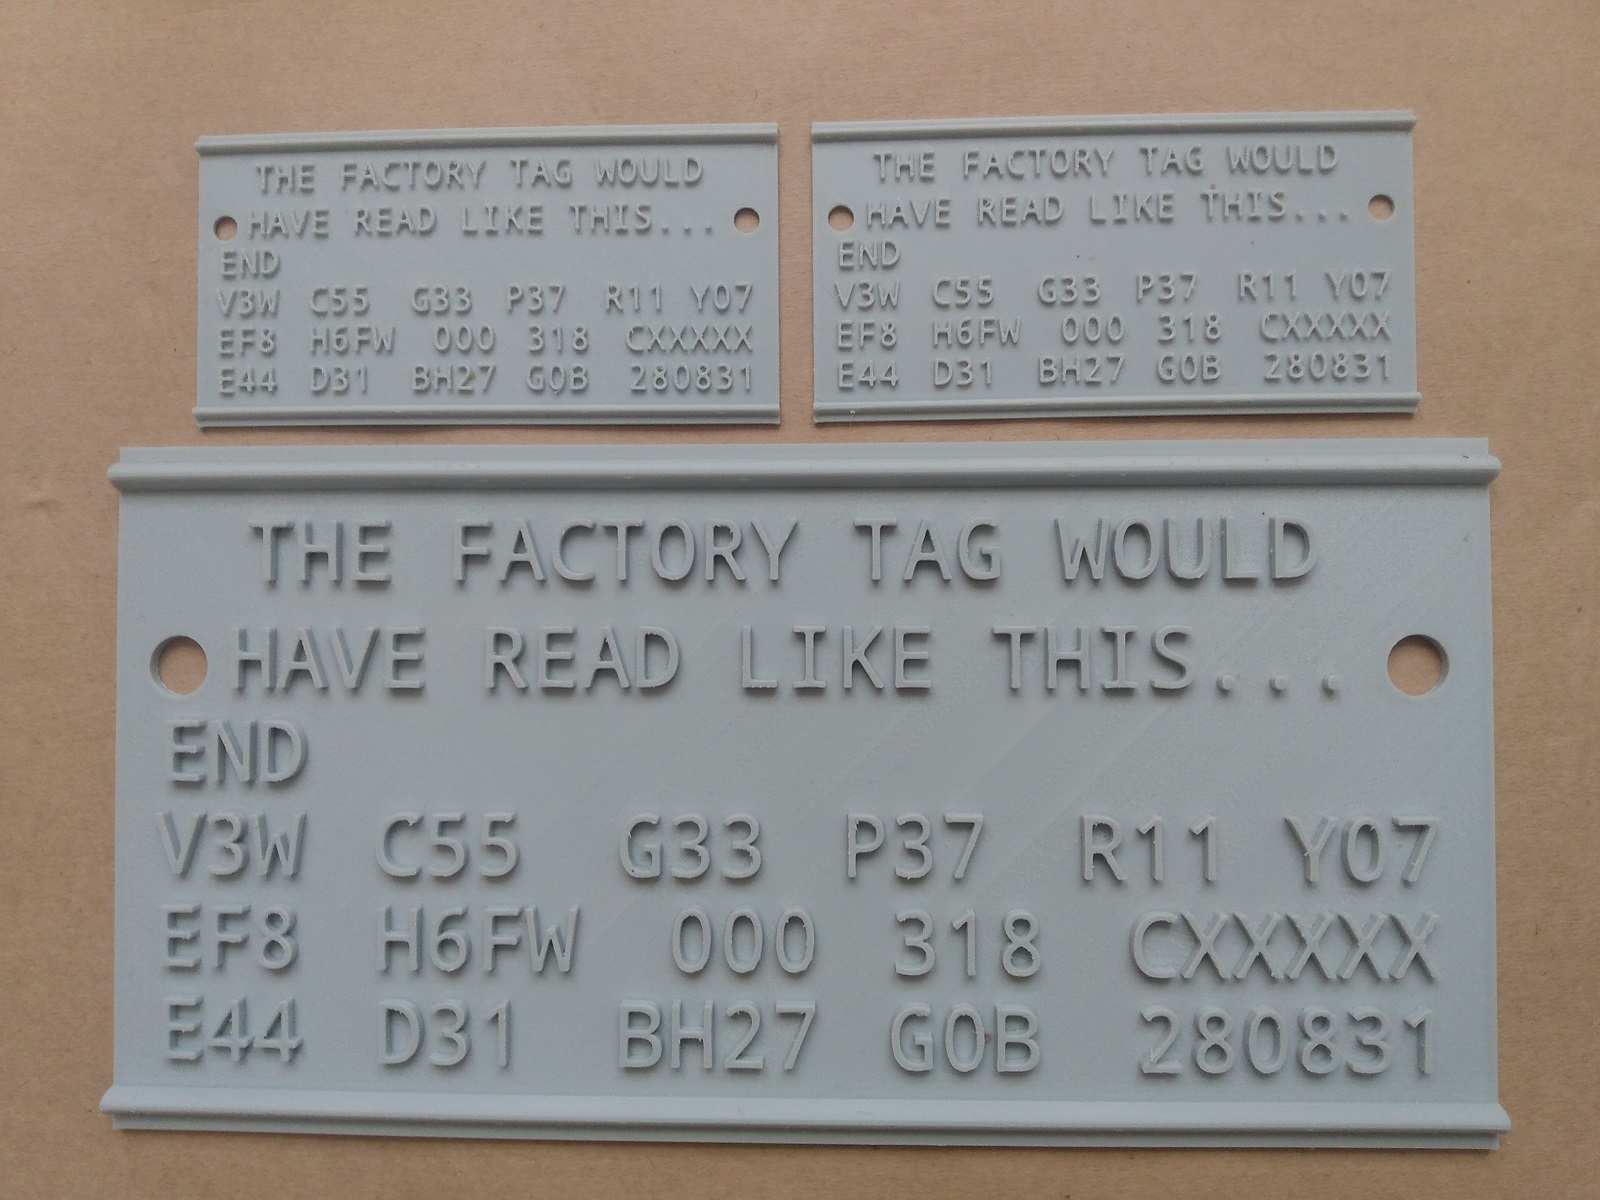 THE FACTORY TAG WOULD
HAVE READ LIKE THIS...
END
V3W C55 G33 P37 R11 Y07
EF8 H6FW 000 318 CXXXXX
E44 D31 BH27 G0B 280831
THE FACTORY TAG WOULD
HAVE READ LIKE THIS...
END
V3W C55 G33 P37 R11 Y07
EF8 H6FW 000 318 CXXXXX
E44 D31 BH27 G0B 280831
THE FACTORY TAG WOULD
HAVE READ LIKE THIS...
END
V3W C55 G33 P37 R11 Y07
EF8 H6FW 000 318 CXXXXX
E44 D31 BH27 G0B 280831